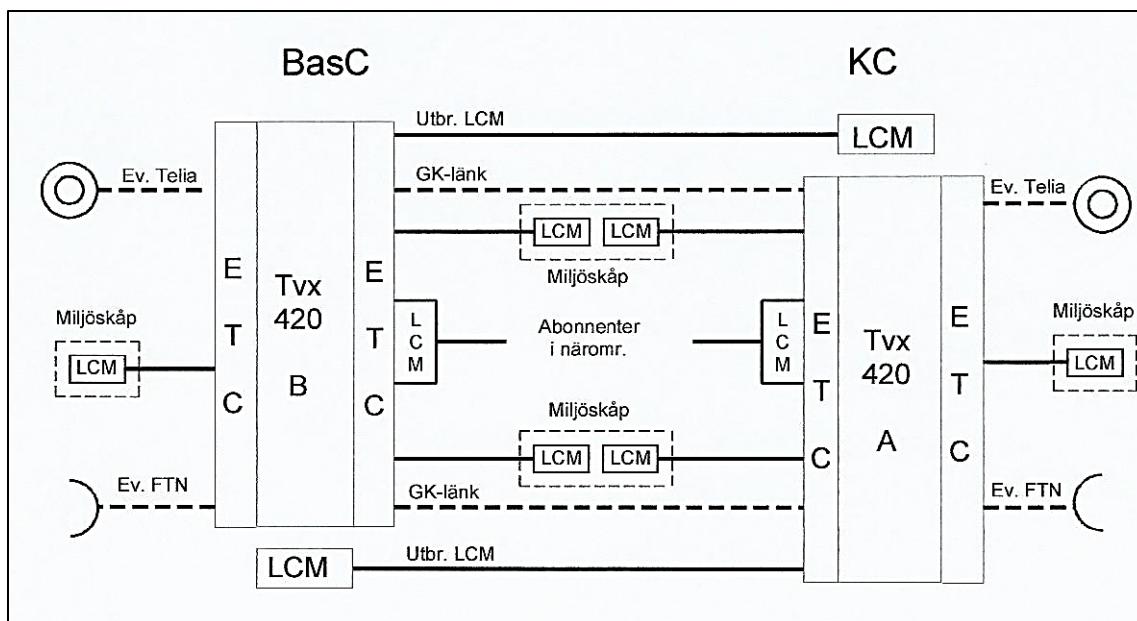 BasC
KC
Utbr. LCM
LCM
Ev. Telia
GK-länk
Ev. Telia
LCM
LCM
Miljöskåp
E
T
C
Tvx
420
B
E
T
C
L
C
M
Abonnenter
i näromr.
L
C
M
E
T
C
Tvx
420
A
E
T
C
Miljöskåp
LCM
Miljöskåp
LCM
Miljöskåp
LCM
LCM
Ev. FTN
GK-länk
Ev. FTN
LCM
Utbr. LCM